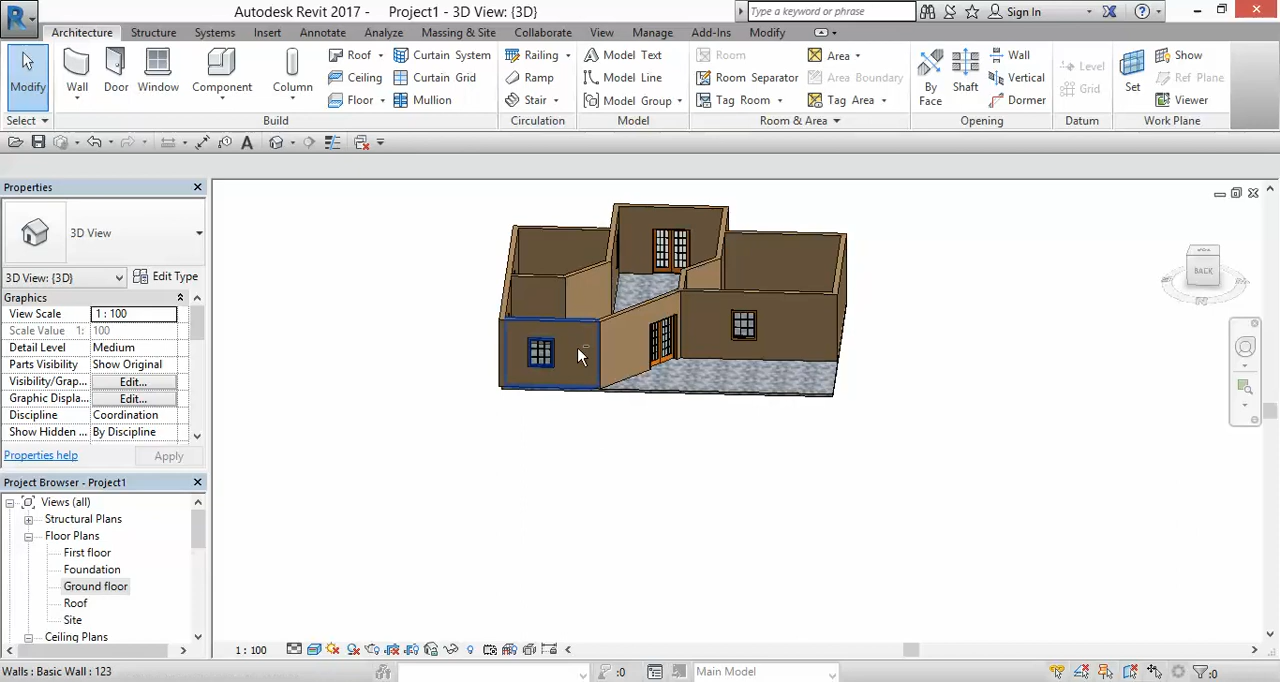 Autodesk Revit 2017 - Project1 - 3D View: {3D}
Type a keyword or phrase
Sign In
Architecture Structure Systems Insert Annotate Analyze Massing & Site Collaborate View Manage Add-Ins Modify
Modify
Select
Wall
Door
Window
Component
Column
Roof
Ceiling
Floor
Curtain System
Curtain Grid
Mullion
Build
Railing
Ramp
Stair
Circulation
Model Text
Model Line
Model Group
Model
Room
Room Separator
Tag Room
Area
Area Boundary
Tag Area
Room & Area
By Face
Shaft
Wall
Vertical
Dormer
Opening
Level
Grid
Datum
Set
Show
Ref Plane
Viewer
Work Plane
Properties
3D View
3D View: {3D} Edit Type
Graphics
View Scale 1 : 100
Scale Value 1: 100
Detail Level Medium
Parts Visibility Show Original
Visibility/Grap... Edit...
Graphic Displa... Edit...
Discipline Coordination
Show Hidden ... By Discipline
Properties help Apply
Project Browser - Project1
Views (all)
Structural Plans
Floor Plans
First floor
Foundation
Ground floor
Roof
Site
Ceiling Plans
BACK
1 : 100
Walls : Basic Wall : 123
:0
Main Model
:0